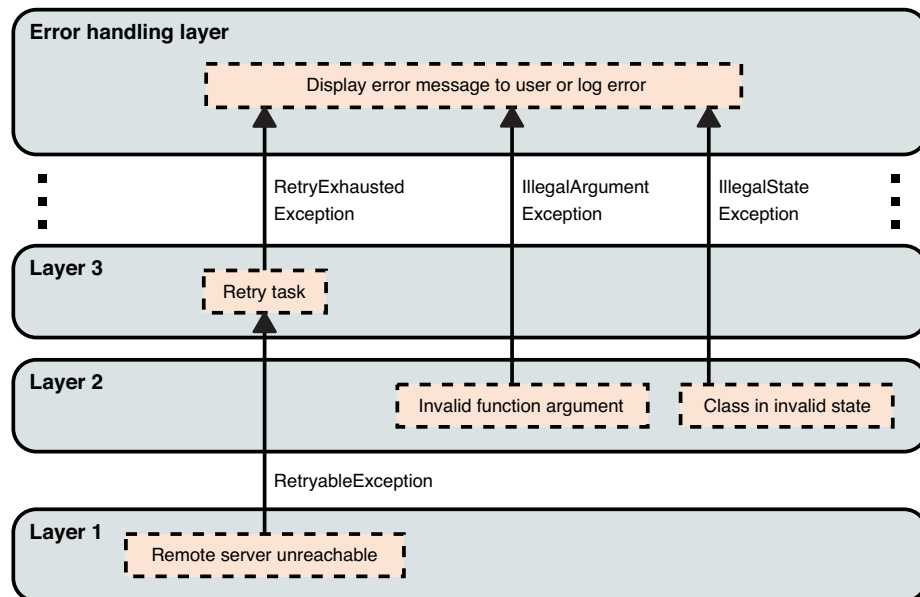 Error handling layer
Display error message to user or log error
RetryExhausted
Exception
IllegalArgument
Exception
IllegalState
Exception
Layer 3
Retry task
Layer 2
Invalid function argument
Class in invalid state
RetryableException
Layer 1
Remote server unreachable